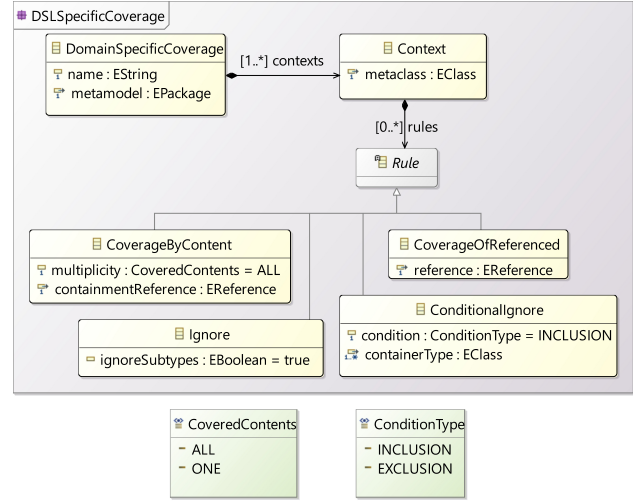 DSLSpecificCoverage
DomainSpecificCoverage
name : EString
metamodel : EPackage
[1..*] contexts
Context
metaclass : EClass
[0..*] rules
Rule
CoverageByContent
multiplicity : CoveredContents = ALL
containmentReference : EReference
CoverageOfReferenced
reference : EReference
Ignore
ignoreSubtypes : EBoolean = true
ConditionalIgnore
condition : ConditionType = INCLUSION
containerType : EClass
CoveredContents
ALL
ONE
ConditionType
INCLUSION
EXCLUSION